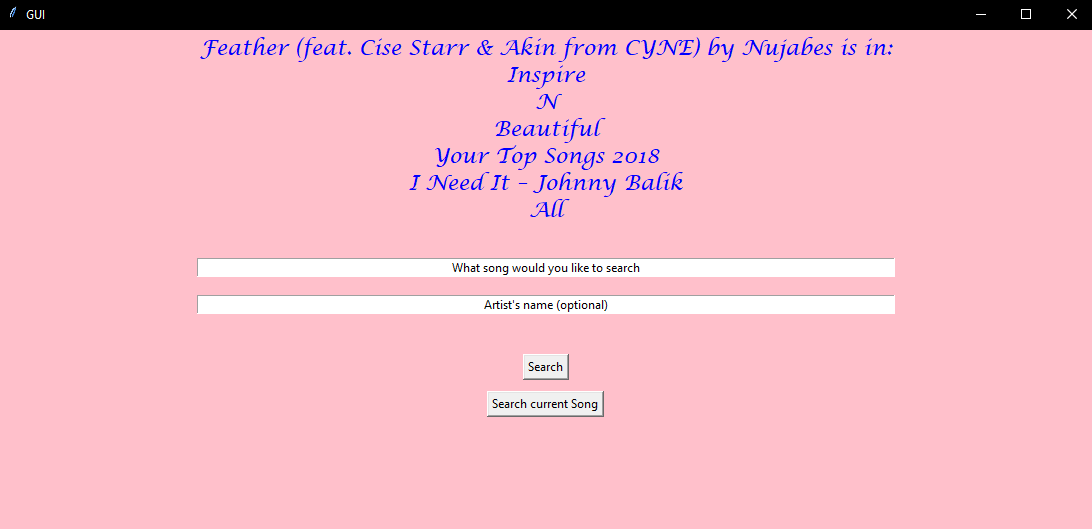 GUI
Feather (feat. Cise Starr & Akin from CYNE) by Nujabes is in:
Inspire
N
Beautiful
Your Top Songs 2018
I Need It – Johnny Balik
All
What song would you like to search
Artist's name (optional)
Search
Search current Song